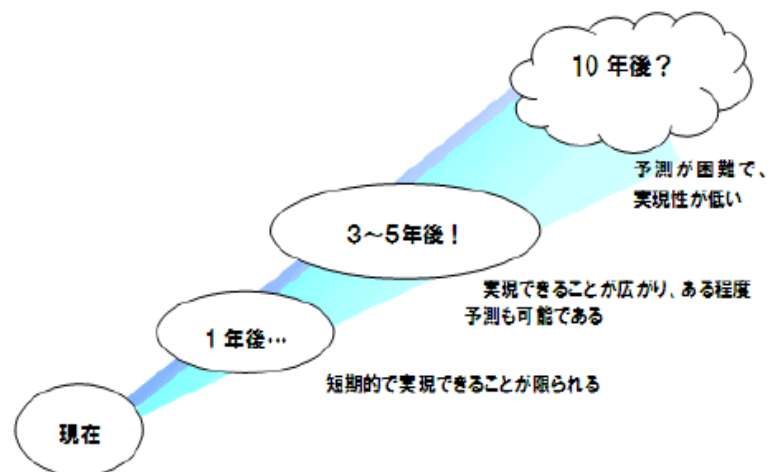 10 年後？
予測が困難で、
実現性が低い
3～5年後！
実現できることが広がり、ある程度
予測も可能である
1 年後…
短期的で実現できることが限られる
現在